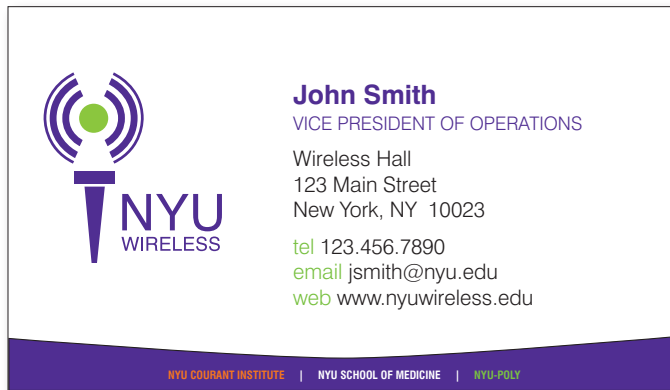 NYU
WIRELESS
John Smith
VICE PRESIDENT OF OPERATIONS
Wireless Hall
123 Main Street
New York, NY  10023
tel 123.456.7890
email jsmith@nyu.edu
web www.nyuwireless.edu
NYU COURANT INSTITUTE | NYU SCHOOL OF MEDICINE | NYU-POLY